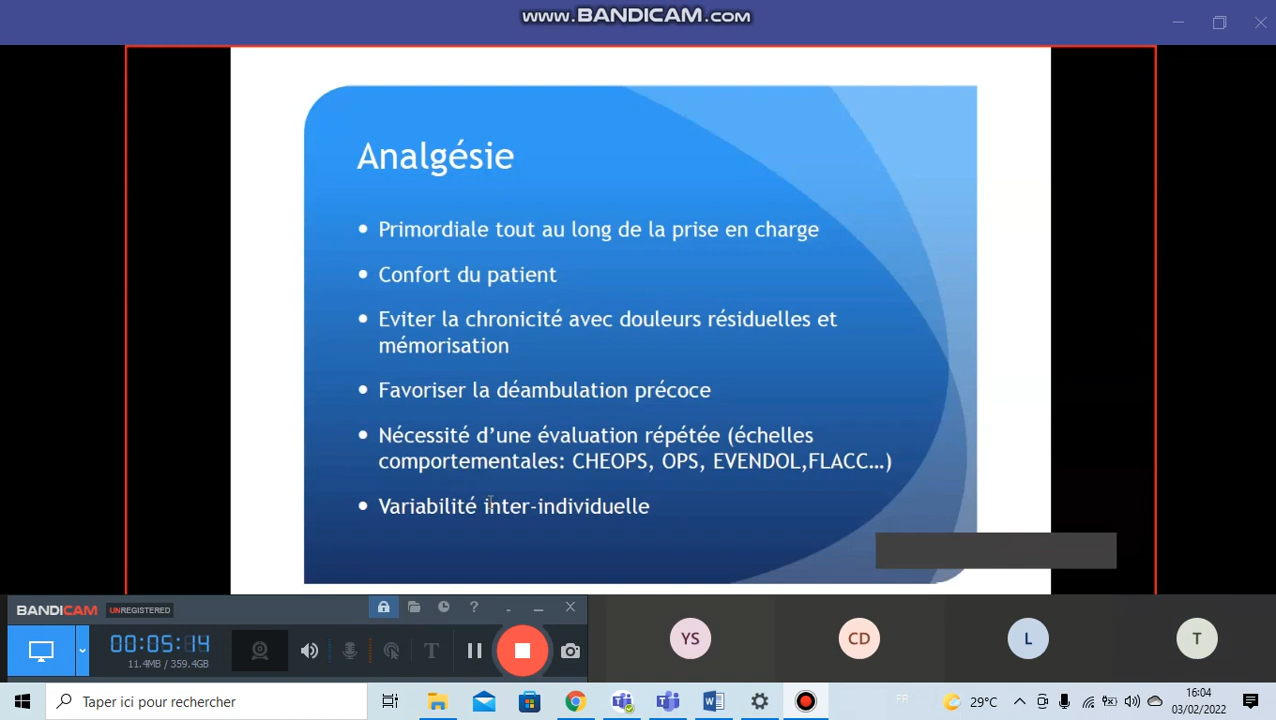 www.BANDICAM.com
Analgésie
• Primordiale tout au long de la prise en charge
• Confort du patient
• Eviter la chronicité avec douleurs résiduelles et
mémorisation
• Favoriser la déambulation précoce
• Nécessité d’une évaluation répétée (échelles
comportementales: CHEOPS, OPS, EVENDOL,FLACC…)
• Variabilité inter-individuelle
BANDICAM UNREGISTERED
00:05:14
11.4MB / 359.4GB
YS
CD
L
T
Taper ici pour rechercher
FR
29°C
16:04
03/02/2022